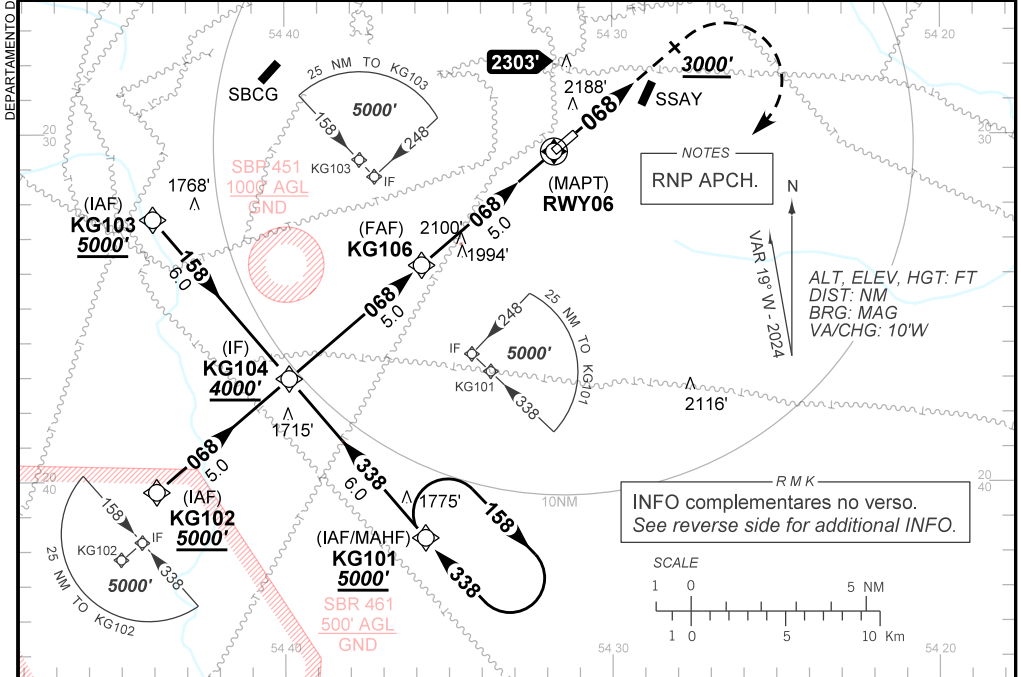 DEPARTAMENTO D
54 40
54 30
54 20
SBCG
25 NM TO KG103
5000'
158
248
KG103
IF
2303'
2188'
068
3000'
SSAY
20
30
20
30
NOTES
RNP APCH.
(MAPT)
RWY06
SBR 451
1000' AGL
GND
1768'
(IAF)
KG103
5000'
158
6.0
(FAF)
KG106
2100'
1994'
068
5.0
N
VAR 19° W - 2024
ALT, ELEV, HGT: FT
DIST: NM
BRG: MAG
VA/CHG: 10'W
068
5.0
(IF)
KG104
4000'
25 NM TO KG101
248
5000'
IF
KG101
338
1715'
2116'
068
5.0
338
6.0
20
40
20
40
(IAF)
KG102
5000'
158
IF
KG102
338
5000'
25 NM TO KG102
1775'
158
338
(IAF/MAHF)
KG101
5000'
SBR 461
500' AGL
GND
10NM
RMK
INFO complementares no verso.
See reverse side for additional INFO.
SCALE
1 0 5 NM
1 0 5 10 Km
54 40
54 30
54 20